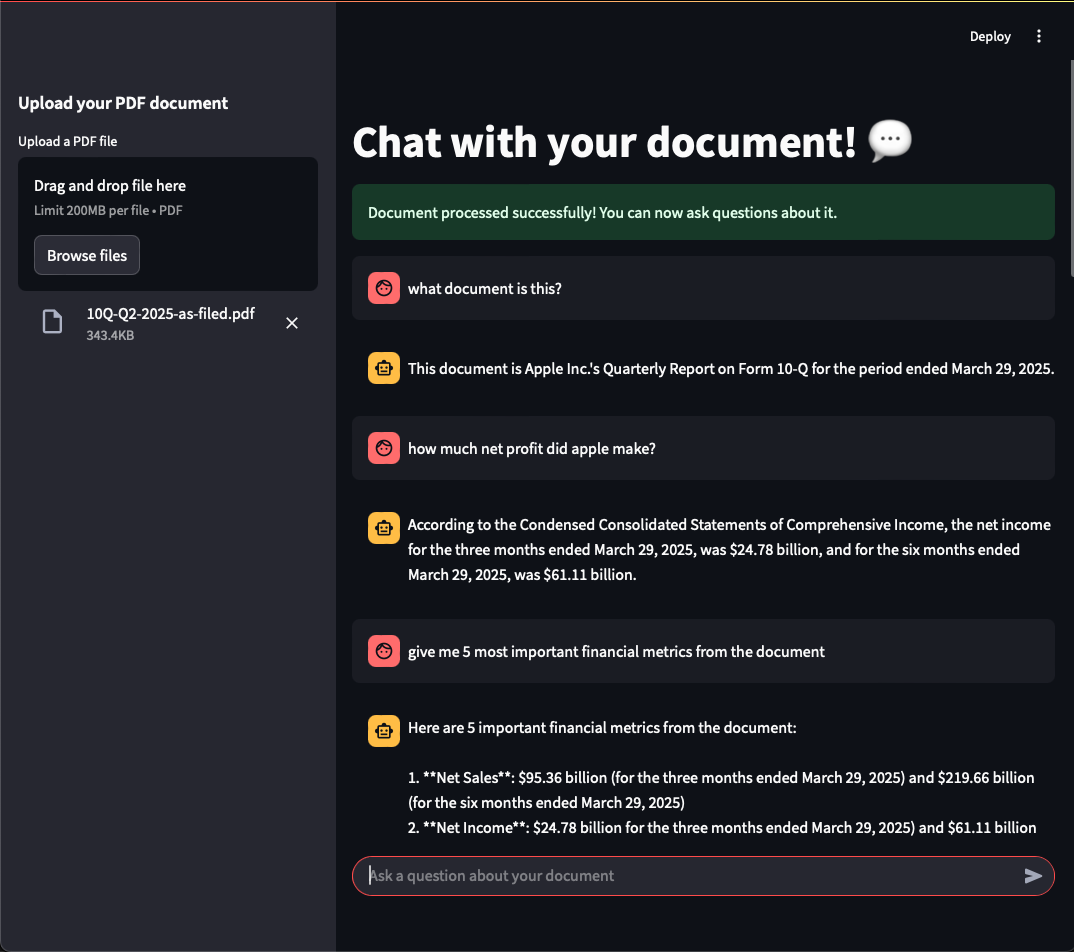 Deploy
Upload your PDF document
Upload a PDF file
Drag and drop file here
Limit 200MB per file • PDF
Browse files
10Q-Q2-2025-as-filed.pdf
343.4KB
Chat with your document! 💬
Document processed successfully! You can now ask questions about it.
what document is this?
This document is Apple Inc.'s Quarterly Report on Form 10-Q for the period ended March 29, 2025.
how much net profit did apple make?
According to the Condensed Consolidated Statements of Comprehensive Income, the net income
for the three months ended March 29, 2025, was $24.78 billion, and for the six months ended
March 29, 2025, was $61.11 billion.
give me 5 most important financial metrics from the document
Here are 5 important financial metrics from the document:
1. **Net Sales**: $95.36 billion (for the three months ended March 29, 2025) and $219.66 billion
(for the six months ended March 29, 2025)
2. **Net Income**: $24.78 billion for the three months ended March 29, 2025) and $61.11 billion
Ask a question about your document